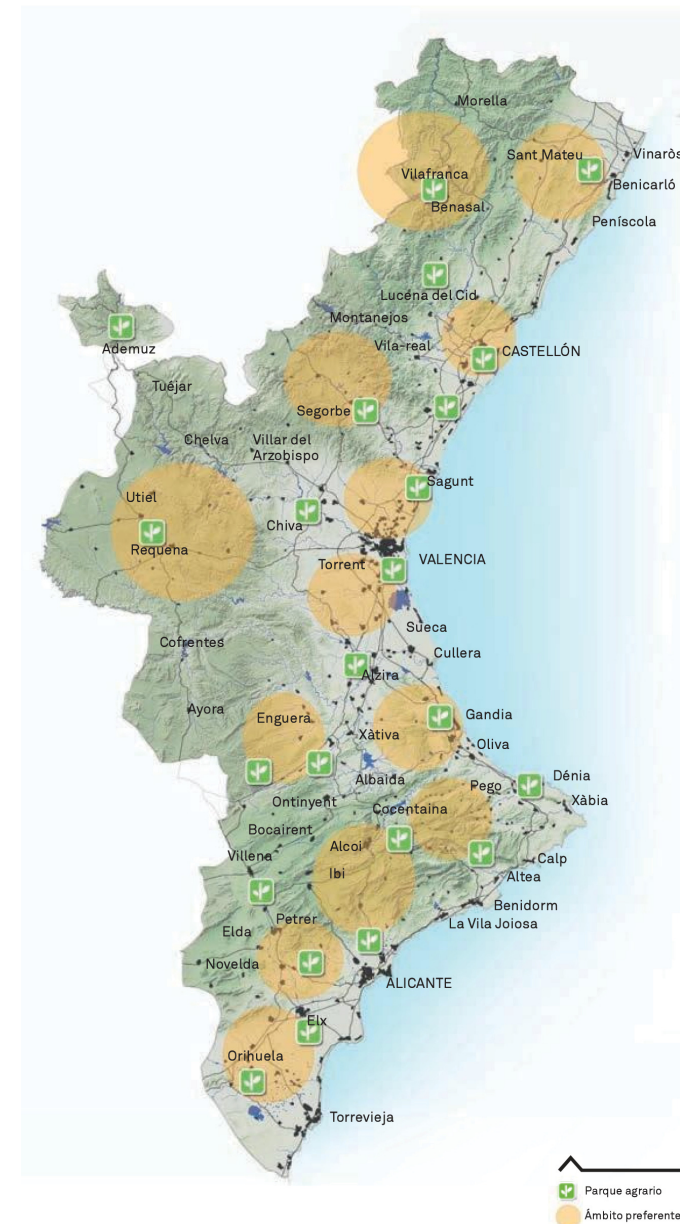 Morella
Sant Mateu
Vinaròs
Vilafranca
Benicarló
Benasal
Peníscola
Lucena del Cid
Montanejos
Vila-real
CASTELLÓN
Ademuz
Tuéjar
Segorbe
Chelva
Villar del
Arzobispo
Sagunt
Utiel
Chiva
Requena
Torrent
VALENCIA
Sueca
Cofrentes
Cullera
Alzira
Ayora
Enguera
Gandia
Xàtiva
Oliva
Albaida
Pego
Dénia
Xàbia
Ontinyent
Cocentaina
Bocairent
Alcoi
Villena
Calp
Ibi
Altea
Benidorm
Petrer
La Vila Joiosa
Elda
Novelda
ALICANTE
Elx
Orihuela
Torrevieja
Parque agrario
Ámbito preferente